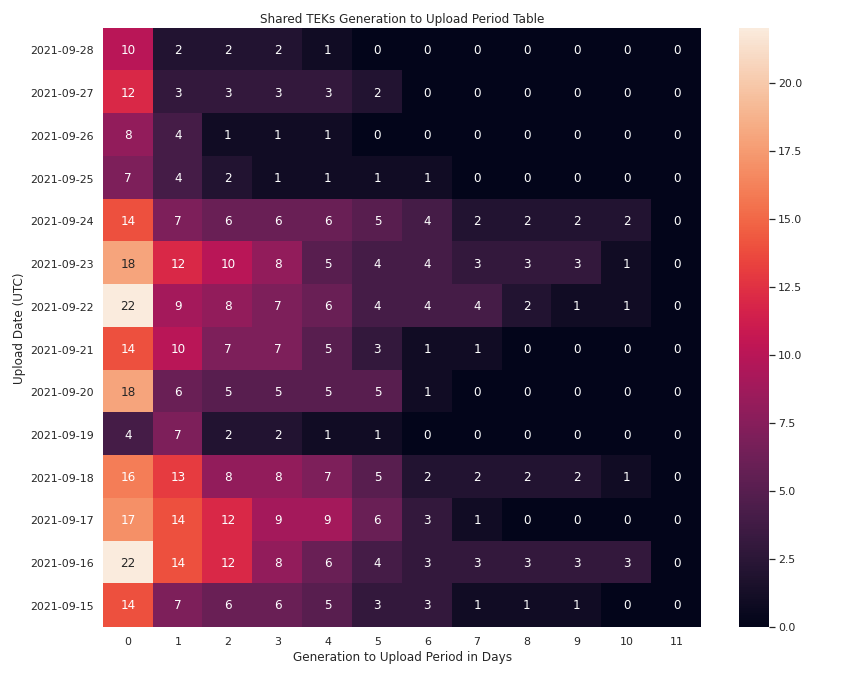 Shared TEKs Generation to Upload Period Table
2021-09-28 10 2 2 2 1 0 0 0 0 0 0 0
2021-09-27 12 3 3 3 3 2 0 0 0 0 0 0
2021-09-26 8 4 1 1 1 0 0 0 0 0 0 0
2021-09-25 7 4 2 1 1 1 1 0 0 0 0 0
2021-09-24 14 7 6 6 6 5 4 2 2 2 2 0
2021-09-23 18 12 10 8 5 4 4 3 3 3 1 0
2021-09-22 22 9 8 7 6 4 4 4 2 1 1 0
2021-09-21 14 10 7 7 5 3 1 1 0 0 0 0
2021-09-20 18 6 5 5 5 5 1 0 0 0 0 0
2021-09-19 4 7 2 2 1 1 0 0 0 0 0 0
2021-09-18 16 13 8 8 7 5 2 2 2 2 1 0
2021-09-17 17 14 12 9 9 6 3 1 0 0 0 0
2021-09-16 22 14 12 8 6 4 3 3 3 3 3 0
2021-09-15 14 7 6 6 5 3 3 1 1 1 0 0
0 1 2 3 4 5 6 7 8 9 10 11
Generation to Upload Period in Days
Upload Date (UTC)
20.0
17.5
15.0
12.5
10.0
7.5
5.0
2.5
0.0